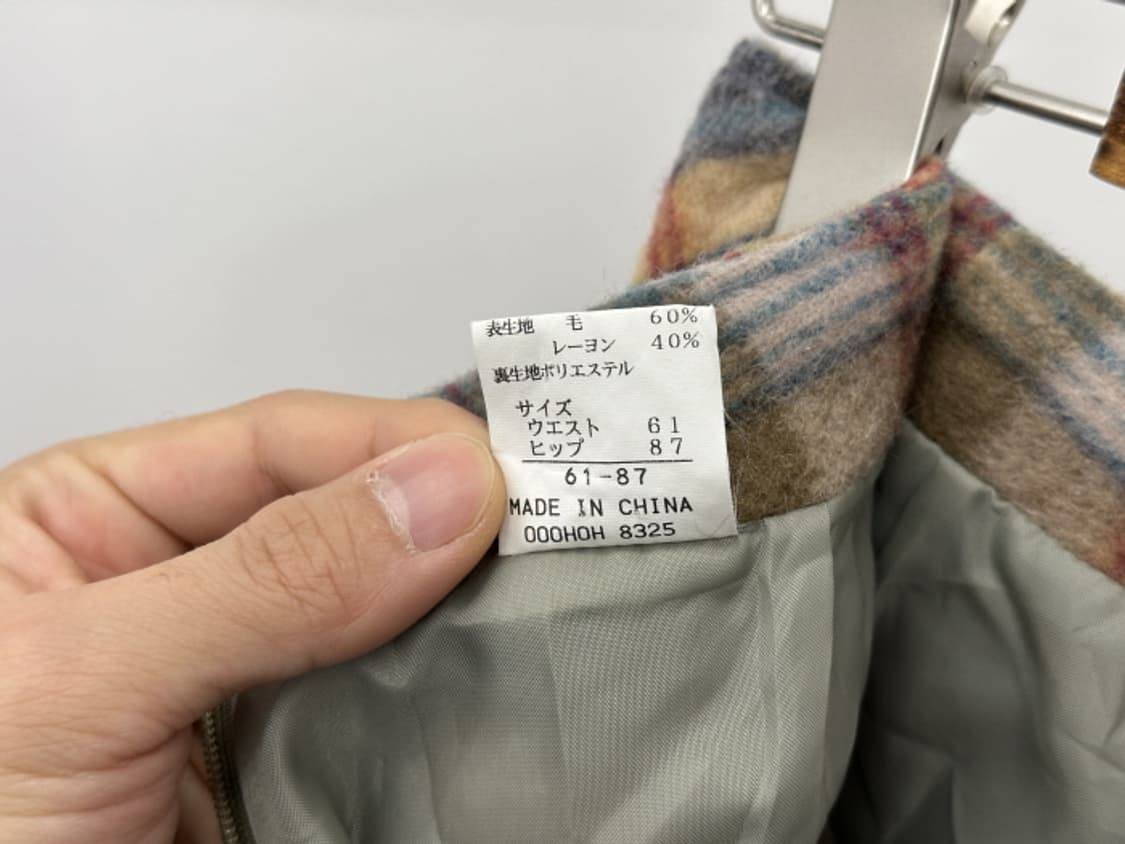 表生地 毛 60%
レーヨン 40%
裏生地ポリエステル
サイズ
ウエスト 61
ヒップ 87
61-87
MADE IN CHINA
000HOH 8325